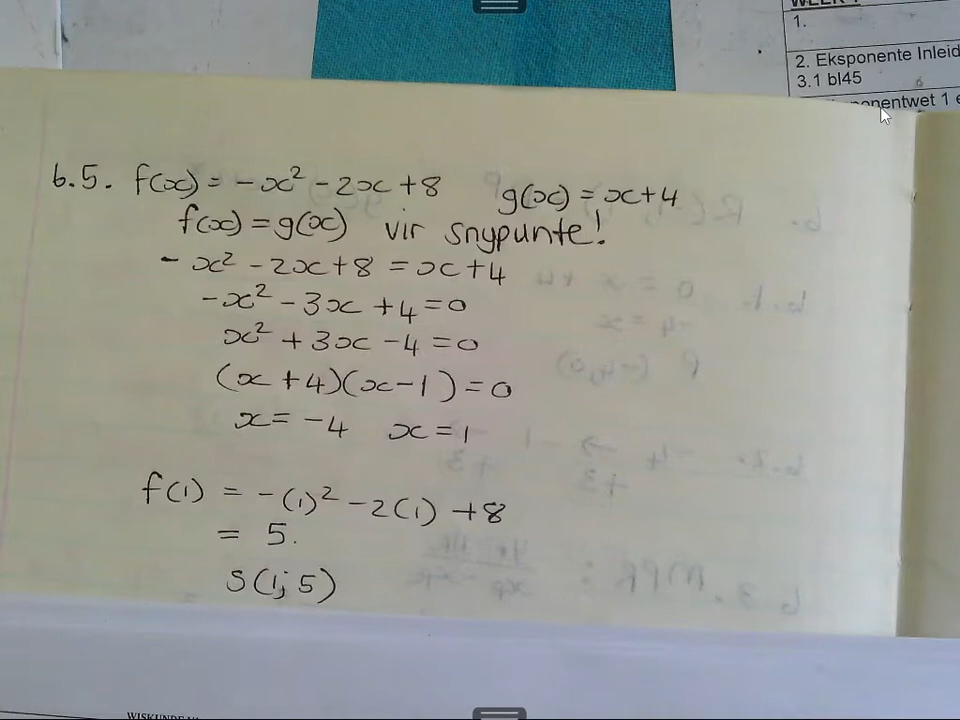 1.
2. Eksponente Inleid
3.1 bl45
6.5. f(x) = -x² - 2x + 8 g(x) = x+4
f(x) = g(x) vir snypunte!
- x² - 2x + 8 = x + 4
-x² - 3x + 4 = 0
x² + 3x - 4 = 0
(x + 4)(x - 1) = 0
x = -4 x = 1
f(1) = -(1)² - 2(1) + 8
= 5.
S(1; 5)